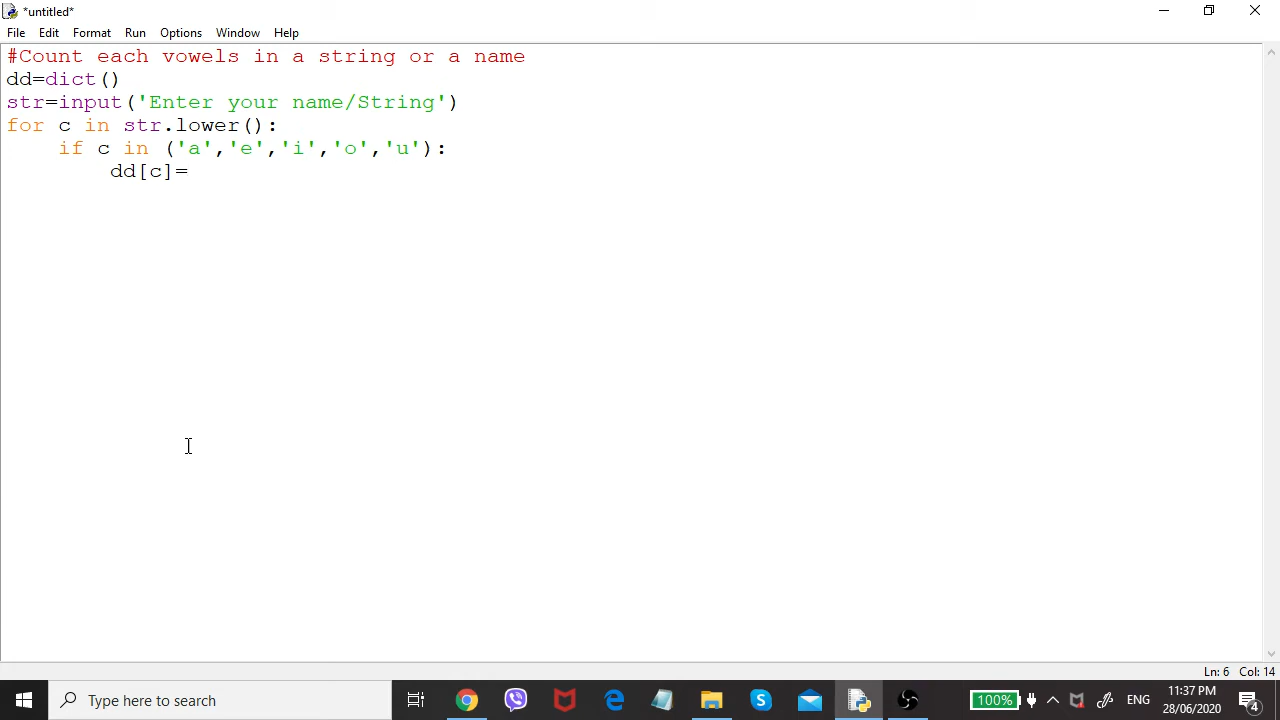 *untitled*
File Edit Format Run Options Window Help
#Count each vowels in a string or a name
dd=dict()
str=input('Enter your name/String')
for c in str.lower():
    if c in ('a','e','i','o','u'):
        dd[c]=
Ln: 6 Col: 14
Type here to search
100%
ENG
11:37 PM
28/06/2020
4